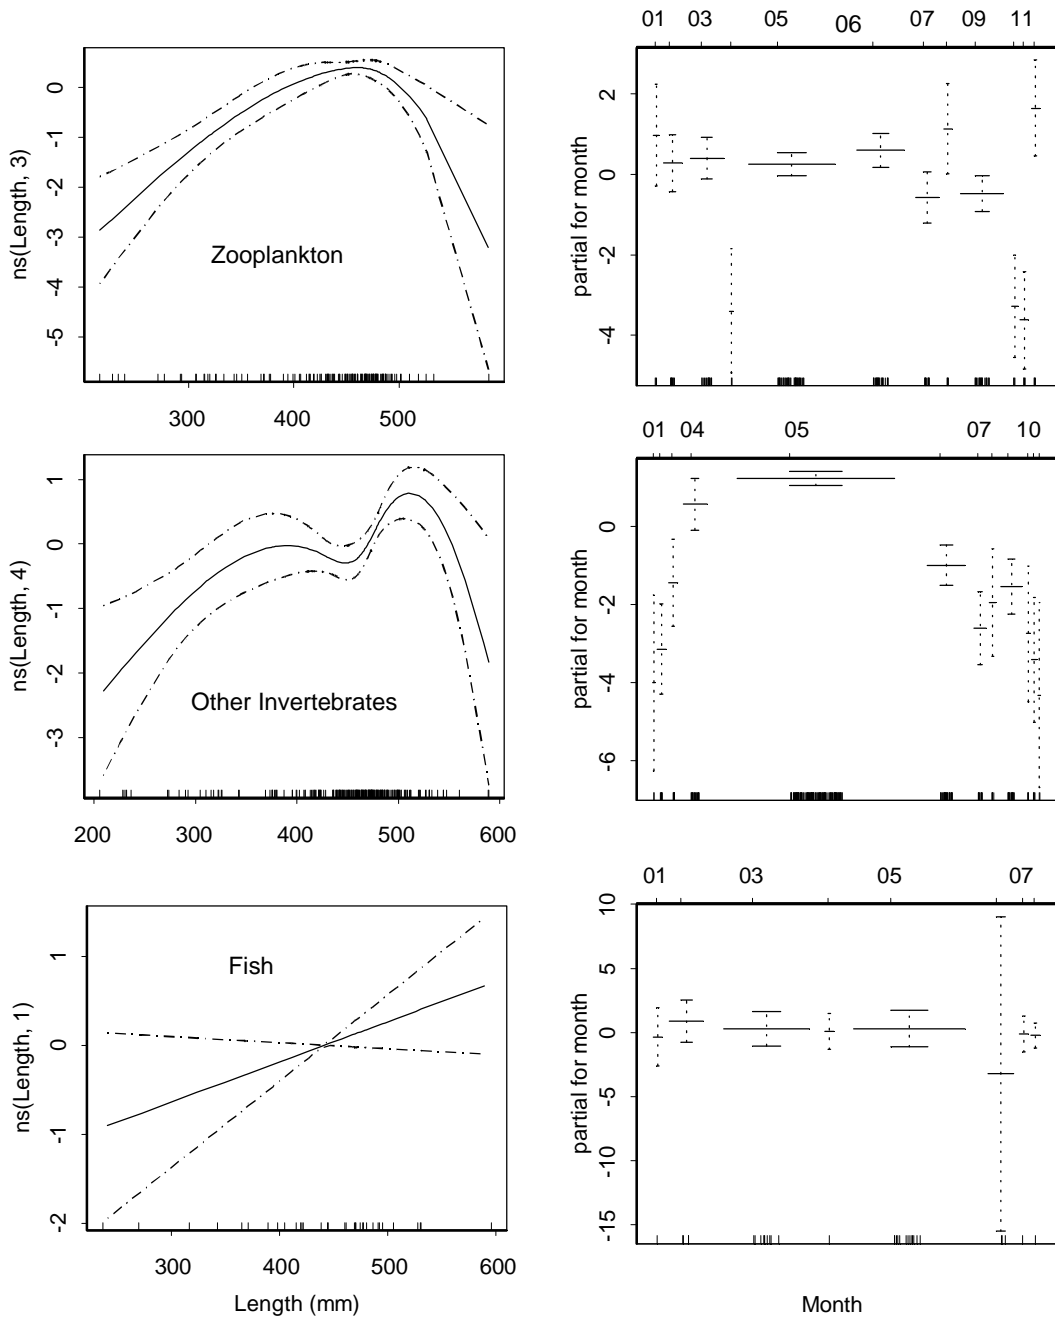 01 03 05 06 07 09 11
ns(Length, 3)
0
-1
-2
-3
-4
-5
Zooplankton
300 400 500
partial for month
2
0
-2
-4
01 04 05 07 10
ns(Length, 4)
1
0
-1
-2
-3
Other Invertebrates
200 300 400 500 600
partial for month
0
-2
-4
-6
01 03 05 07
ns(Length, 1)
1
0
-1
-2
Fish
300 400 500 600
Length (mm)
partial for month
10
5
0
-5
-10
-15
Month